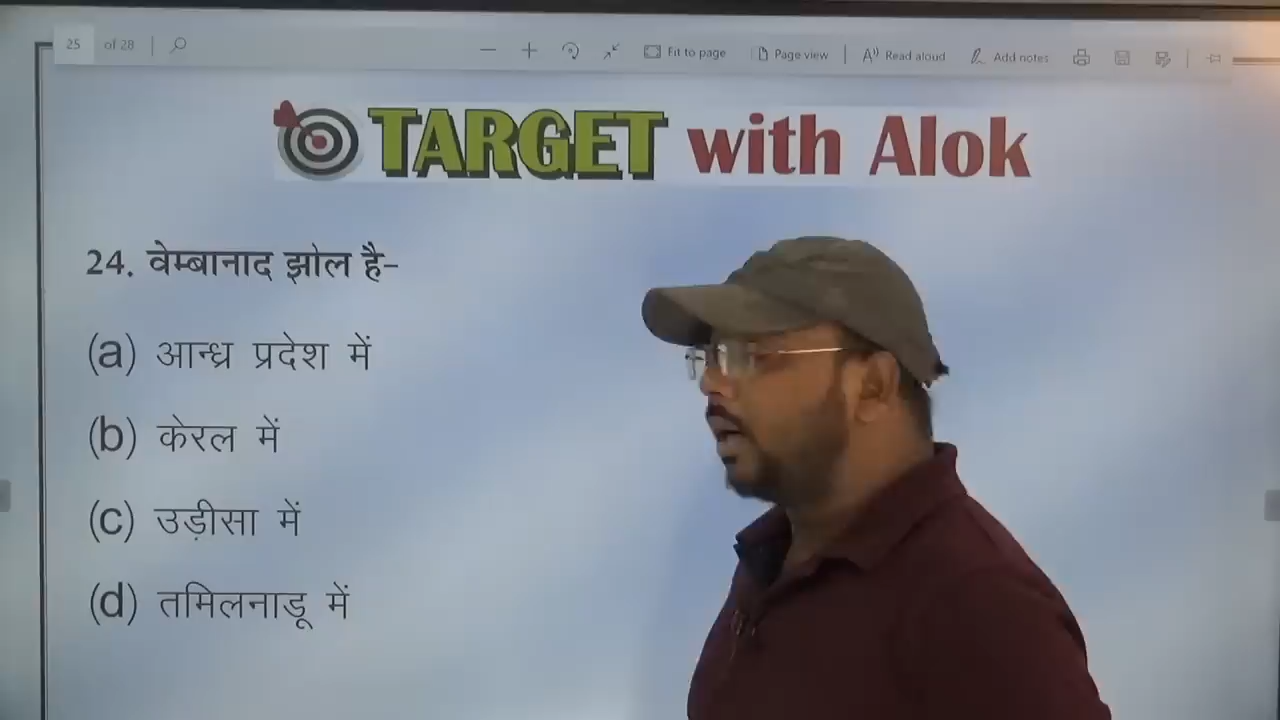 25 of 28 Fit to page Page view Read aloud Add notes
TARGET with Alok
24. वेम्बानाद झोल है-
(a) आन्ध्र प्रदेश में
(b) केरल में
(c) उड़ीसा में
(d) तमिलनाडू में